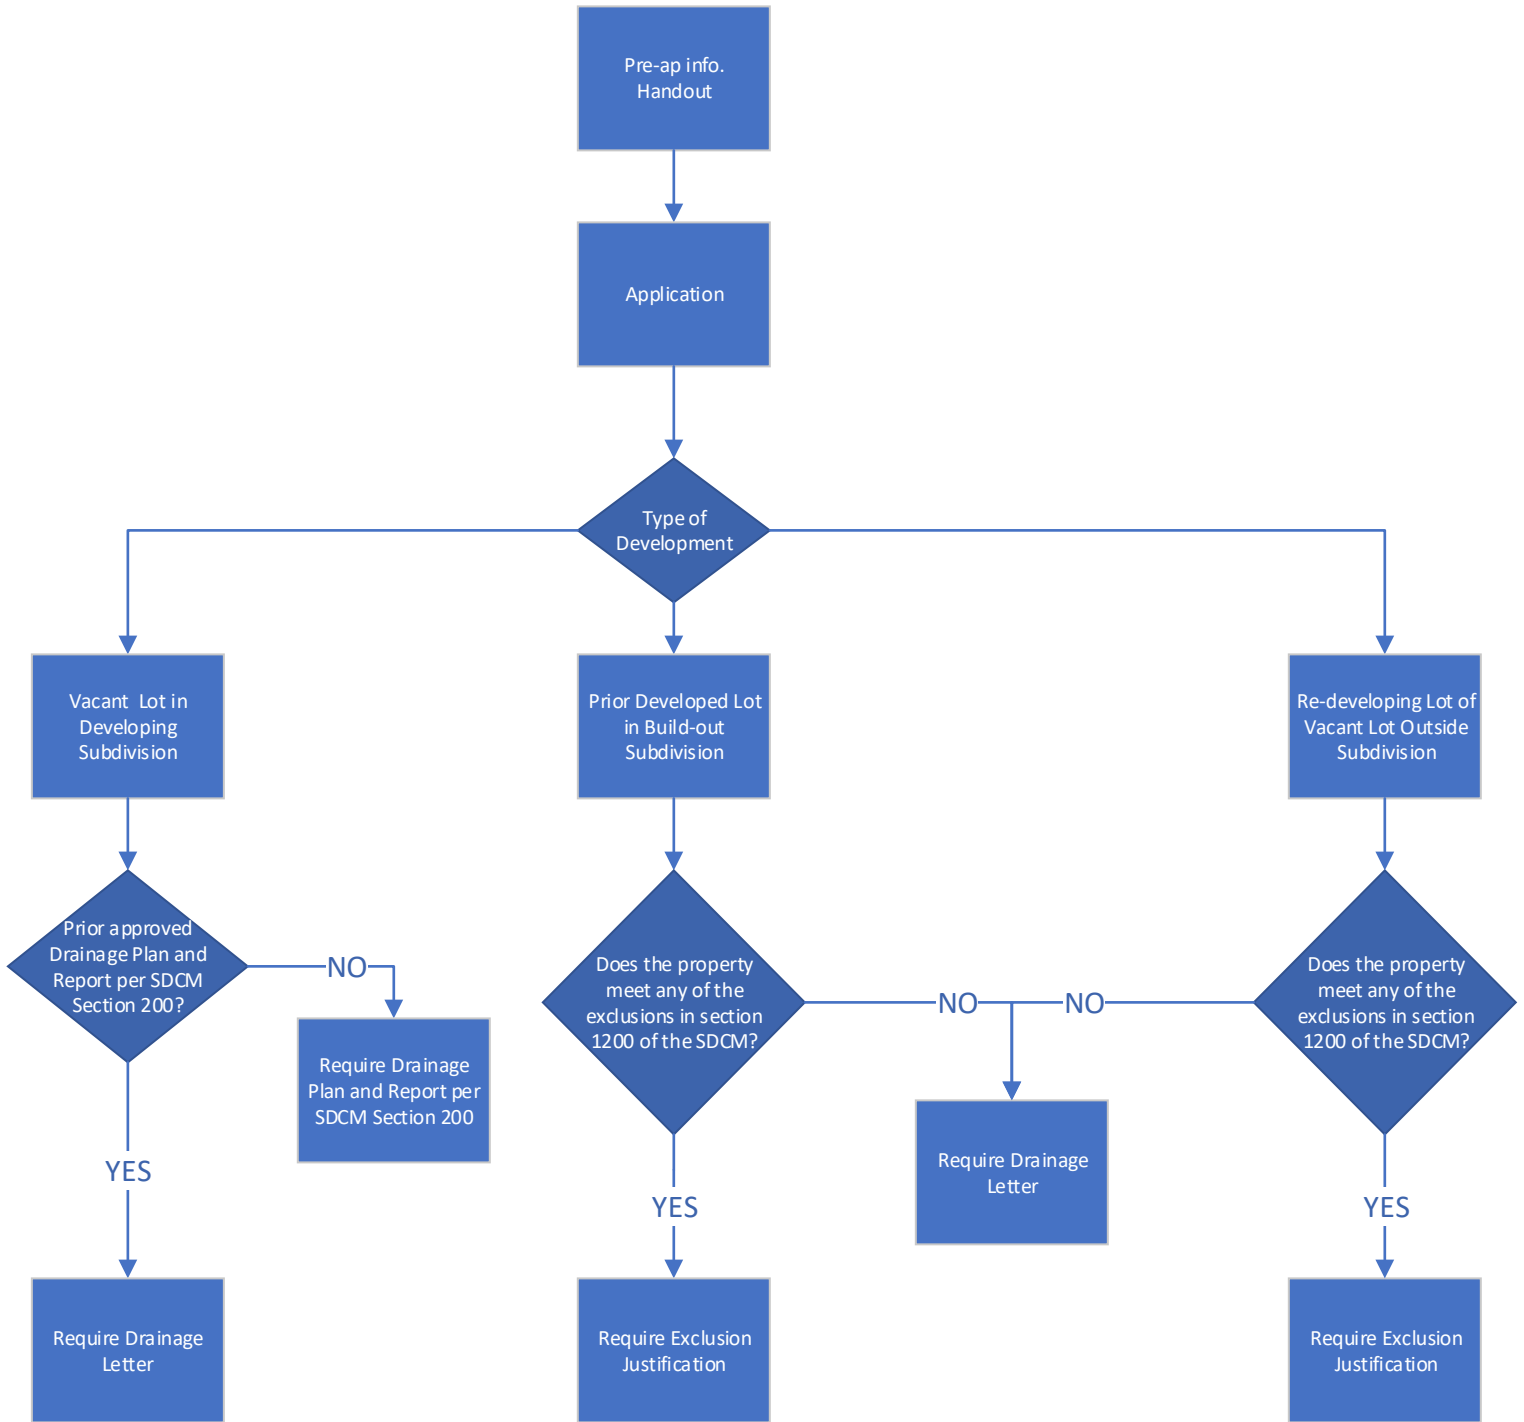 Pre-ap info.
Handout
Application
Type of
Development
Vacant Lot in
Developing
Subdivision
Prior Developed Lot
in Build-out
Subdivision
Re-developing Lot of
Vacant Lot Outside
Subdivision
Prior approved
Drainage Plan and
Report per SDCM
Section 200?
NO
Require Drainage
Plan and Report per
SDCM Section 200
YES
Require Drainage
Letter
Does the property
meet any of the
exclusions in section
1200 of the SDCM?
NO
NO
Require Drainage
Letter
YES
Require Exclusion
Justification
Does the property
meet any of the
exclusions in section
1200 of the SDCM?
YES
Require Exclusion
Justification